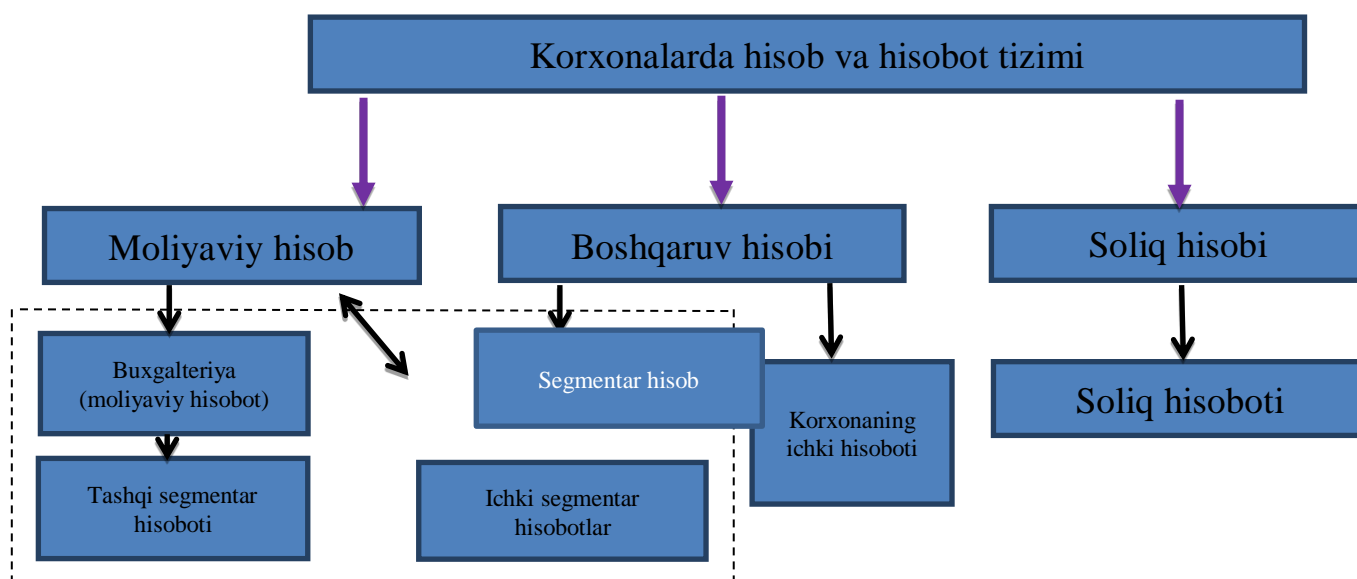 Korxonalarda hisob va hisobot tizimi
Moliyaviy hisob
Boshqaruv hisobi
Soliq hisobi
Buxgalteriya
(moliyaviy hisobot)
Segmentar hisob
Korxonaning
ichki hisoboti
Soliq hisoboti
Tashqi segmentar
hisoboti
Ichki segmentar
hisobotlar